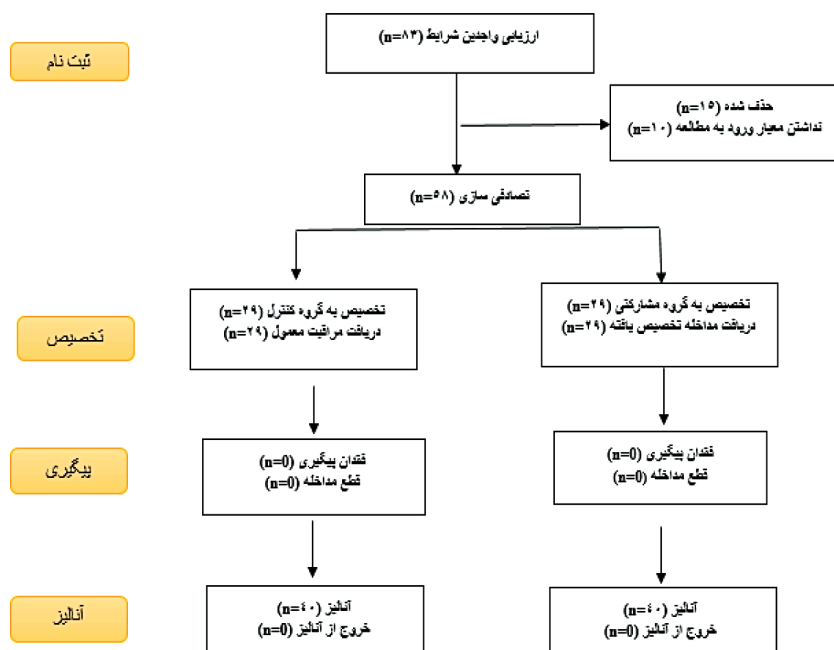 ارزیابی واجدین شرایط (n=۸۳)
ثبت نام
حذف شده (n=۱۵)
نداشتن معیار ورود به مطالعه (n=۱۰)
تصادفی سازی (n=۵۸)
تخصیص به گروه مشارکتی (n=۲۹)
دریافت مداخله تخصیص یافته (n=۲۹)
تخصیص به گروه کنترل (n=۲۹)
دریافت مراقبت معمول (n=۲۹)
تخصیص
فقدان پیگیری (n=0)
قطع مداخله (n=0)
فقدان پیگیری (n=0)
قطع مداخله (n=0)
پیگیری
آنالیز (n=٤٠)
خروج از آنالیز (n=0)
آنالیز (n=٤٠)
خروج از آنالیز (n=0)
آنالیز